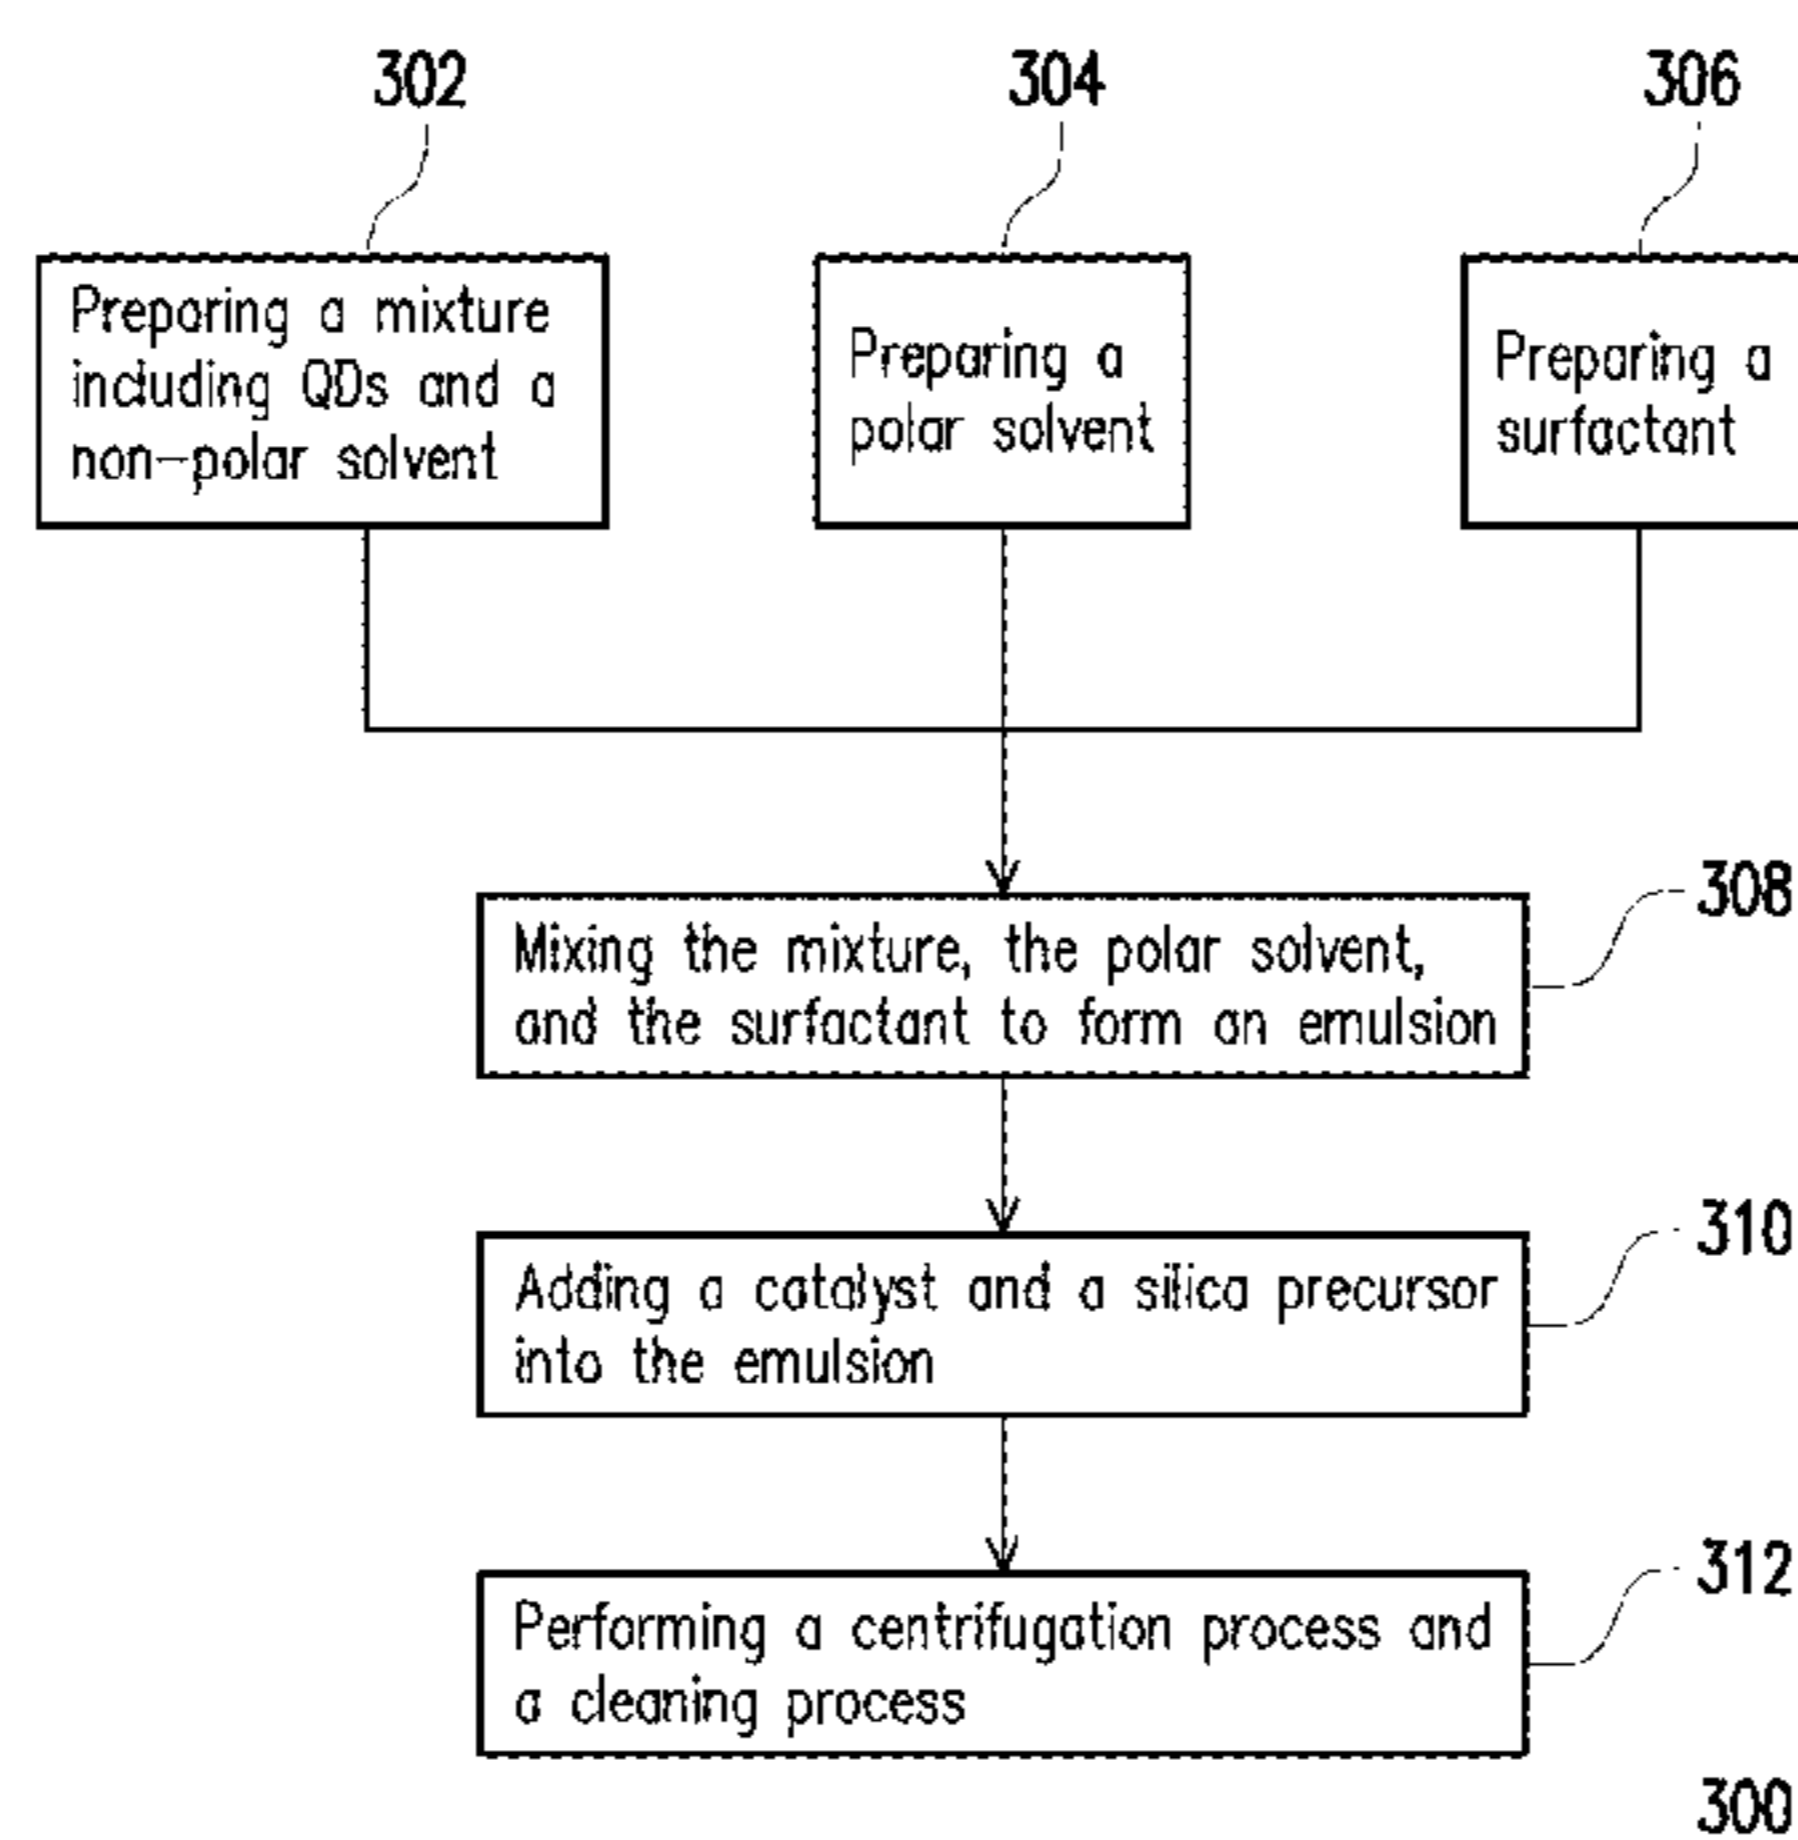 302
304
306
Preparing a mixture
including QDs and a
non-polar solvent
Preparing a
polar solvent
Preparing a
surfactant
308
Mixing the mixture, the polar solvent,
and the surfactant to form an emulsion
310
Adding a catalyst and a silica precursor
into the emulsion
312
Performing a centrifugation process and
a cleaning process
300